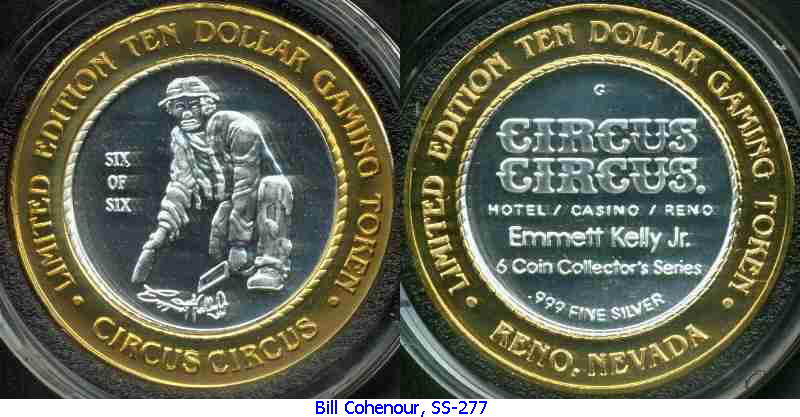 LIMITED EDITION TEN DOLLAR GAMING TOKEN
SIX
OF
SIX
• CIRCUS CIRCUS •
LIMITED EDITION TEN DOLLAR GAMING TOKEN
G
CIRCUS
CIRCUS.
HOTEL / CASINO / RENO
Emmett Kelly Jr.
6 Coin Collector's Series
.999 FINE SILVER
• RENO, NEVADA •
Bill Cohenour, SS-277